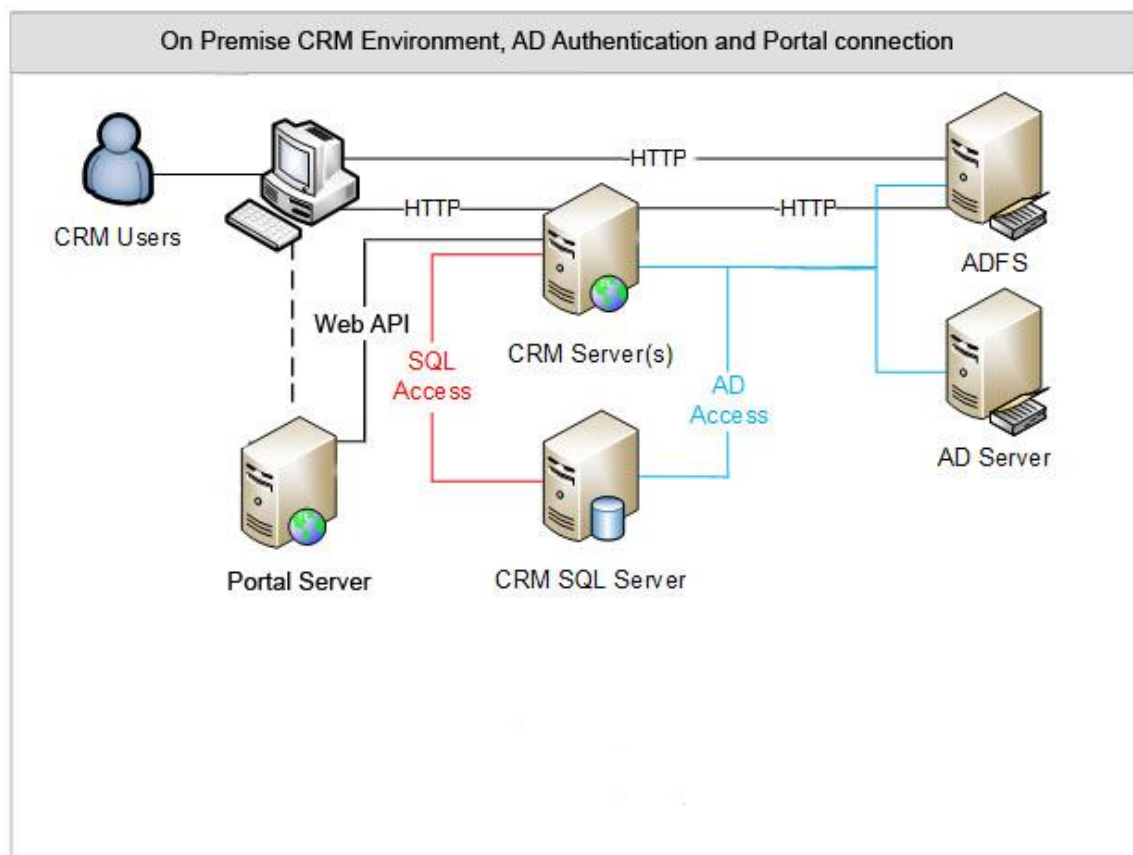 On Premise CRM Environment, AD Authentication and Portal connection
HTTP
HTTP
HTTP
CRM Users
ADFS
Web API
CRM Server(s)
SQL
Access
AD
Access
AD Server
Portal Server
CRM SQL Server